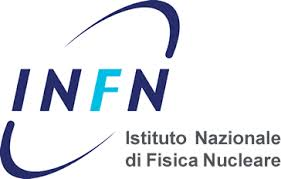 INFN
Istituto Nazionale
di Fisica Nucleare